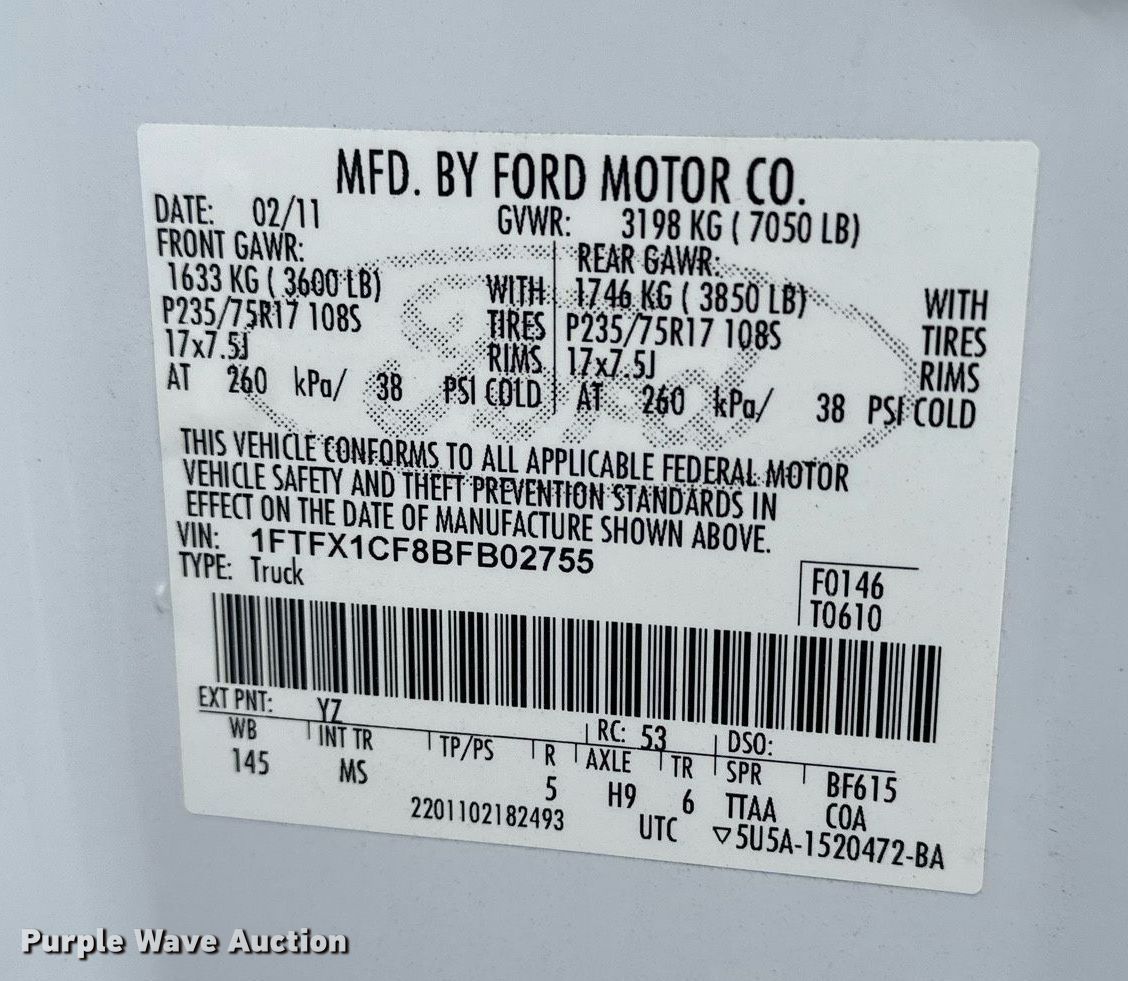 MFD. BY FORD MOTOR CO.
DATE: 02/11 GVWR: 3198 KG ( 7050 LB)
FRONT GAWR: REAR GAWR:
1633 KG ( 3600 LB) WITH 1746 KG ( 3850 LB) WITH
P235/75R17 108S TIRES P235/75R17 108S TIRES
17x7.5J RIMS 17x7.5J RIMS
AT 260 kPa/ 38 PSI COLD AT 260 kPa/ 38 PSI COLD
THIS VEHICLE CONFORMS TO ALL APPLICABLE FEDERAL MOTOR
VEHICLE SAFETY AND THEFT PREVENTION STANDARDS IN
EFFECT ON THE DATE OF MANUFACTURE SHOWN ABOVE.
VIN: 1FTFX1CF8BFB02755
TYPE: Truck
F0146
T0610
EXT PNT: YZ RC: 53 DSO:
WB INT TR TP/PS R AXLE TR SPR BF615
145 MS 5 H9 6 TTAA COA
2201102182493 UTC ▽5U5A-1520472-BA
Ford
Purple Wave Auction